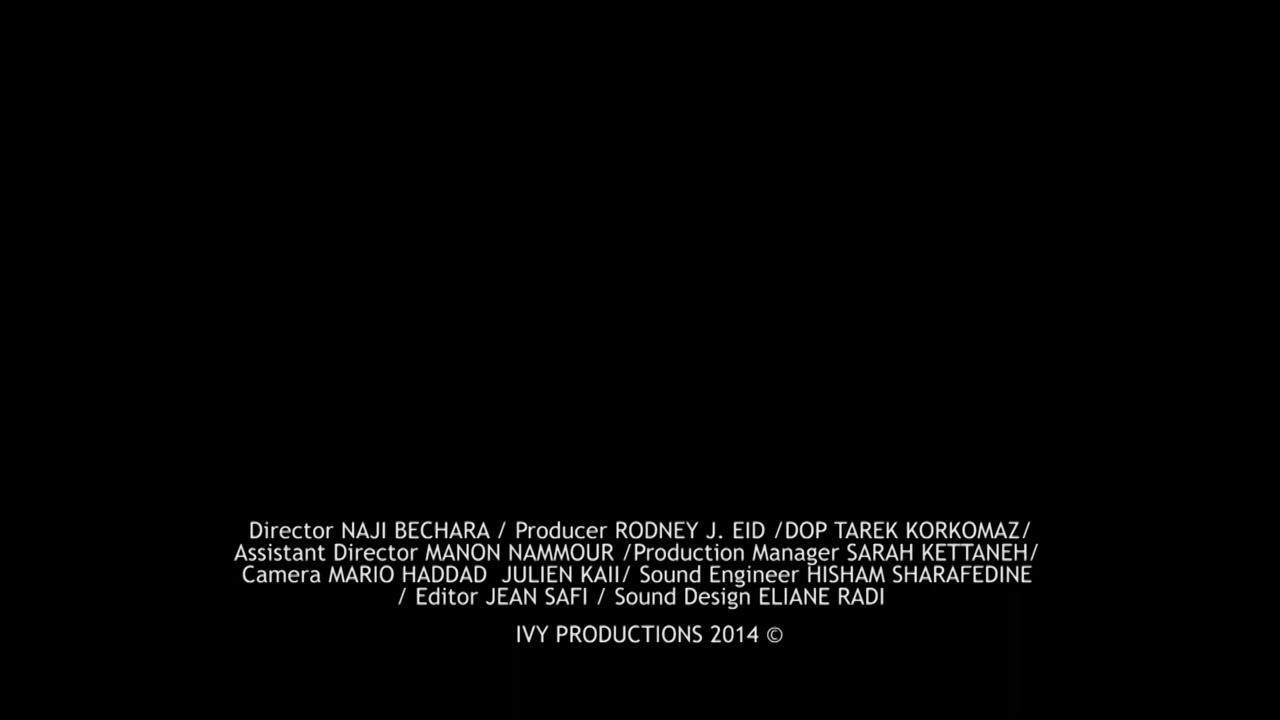 Director NAJI BECHARA / Producer RODNEY J. EID /DOP TAREK KORKOMAZ/
Assistant Director MANON NAMMOUR /Production Manager SARAH KETTANEH/
Camera MARIO HADDAD  JULIEN KAII/ Sound Engineer HISHAM SHARAFEDINE
/ Editor JEAN SAFI / Sound Design ELIANE RADI
IVY PRODUCTIONS 2014 ©